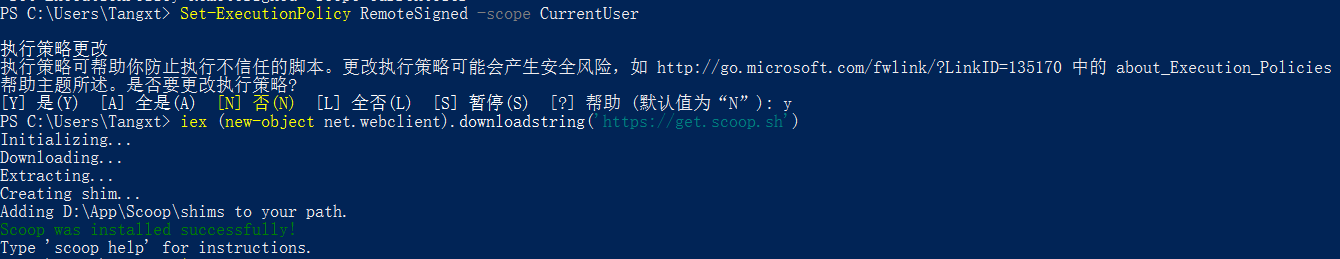 PS C:\Users\Tangxt> Set-ExecutionPolicy RemoteSigned -scope CurrentUser
执行策略更改
执行策略可帮助你防止执行不信任的脚本。更改执行策略可能会产生安全风险，如 http://go.microsoft.com/fwlink/?LinkID=135170 中的 about_Execution_Policies
帮助主题所述。是否要更改执行策略?
[Y] 是(Y)  [A] 全是(A)  [N] 否(N)  [L] 全否(L)  [S] 暂停(S)  [?] 帮助 (默认值为“N”): y
PS C:\Users\Tangxt> iex (new-object net.webclient).downloadstring('https://get.scoop.sh')
Initializing...
Downloading...
Extracting...
Creating shim...
Adding D:\App\Scoop\shims to your path.
Scoop was installed successfully!
Type 'scoop help' for instructions.